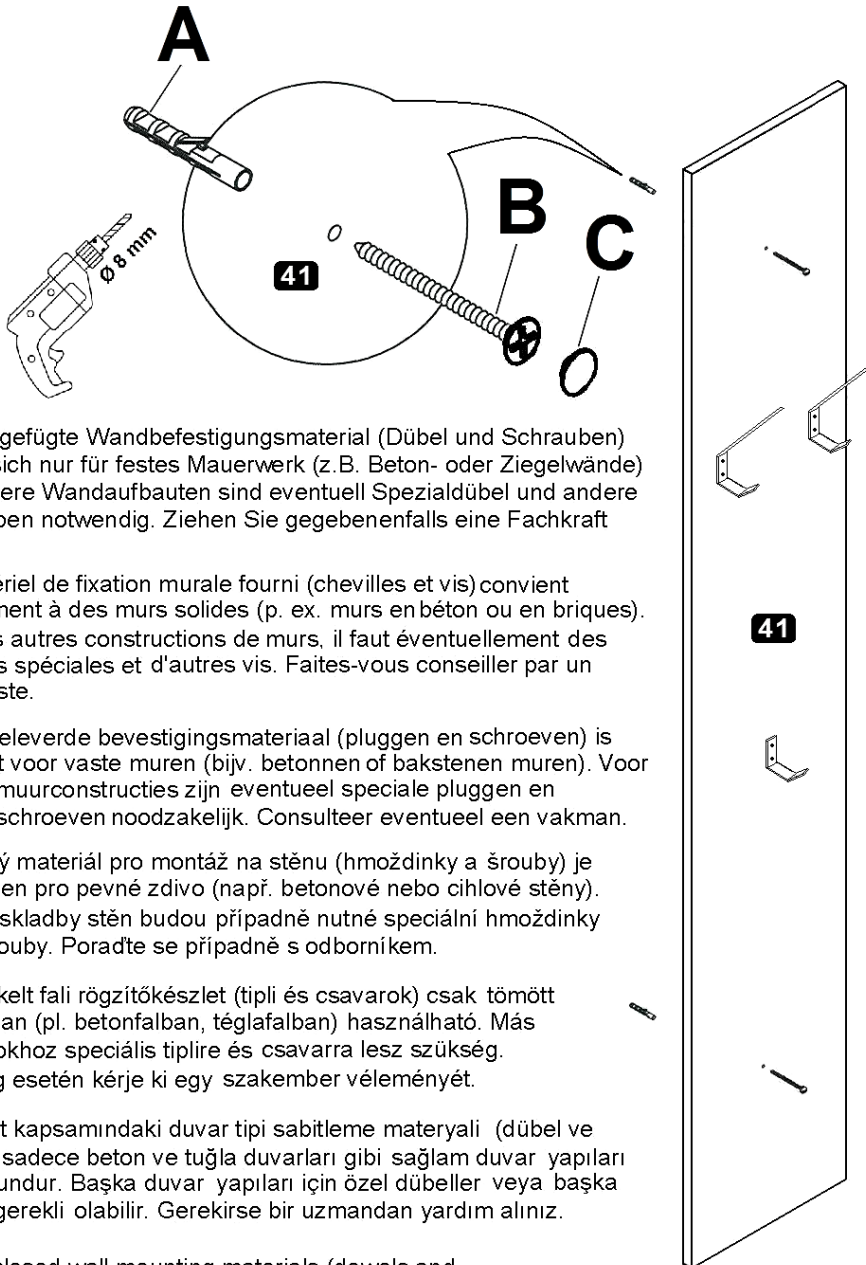 A
B
C
Ø 8 mm
41
gefügte Wandbefestigungsmaterial (Dübel und Schrauben)
sich nur für festes Mauerwerk (z.B. Beton- oder Ziegelwände)
ere Wandaufbauten sind eventuell Spezialdübel und andere
ben notwendig. Ziehen Sie gegebenenfalls eine Fachkraft
ériel de fixation murale fourni (chevilles et vis) convient
ment à des murs solides (p. ex. murs en béton ou en briques).
s autres constructions de murs, il faut éventuellement des
s spéciales et d'autres vis. Faites-vous conseiller par un
ste.
41
eleverde bevestigingsmateriaal (pluggen en schroeven) is
t voor vaste muren (bijv. betonnen of bakstenen muren). Voor
muurconstructies zijn eventueel speciale pluggen en
schroeven noodzakelijk. Consulteer eventueel een vakman.
ý materiál pro montáž na stěnu (hmoždinky a šrouby) je
en pro pevné zdivo (např. betonové nebo cihlové stěny).
skladby stěn budou případně nutné speciální hmoždinky
ouby. Poraďte se případně s odborníkem.
kelt fali rögzítőkészlet (tipli és csavarok) csak tömött
an (pl. betonfalban, téglafalban) használható. Más
okhoz speciális tiplire és csavarra lesz szükség.
g esetén kérje ki egy szakember véleményét.
t kapsamındaki duvar tipi sabitleme materyali (dübel ve
sadece beton ve tuğla duvarları gibi sağlam duvar yapıları
undur. Başka duvar yapıları için özel dübeller veya başka
gerekli olabilir. Gerekirse bir uzmandan yardım alınız.
closed wall mounting materials (dowels and